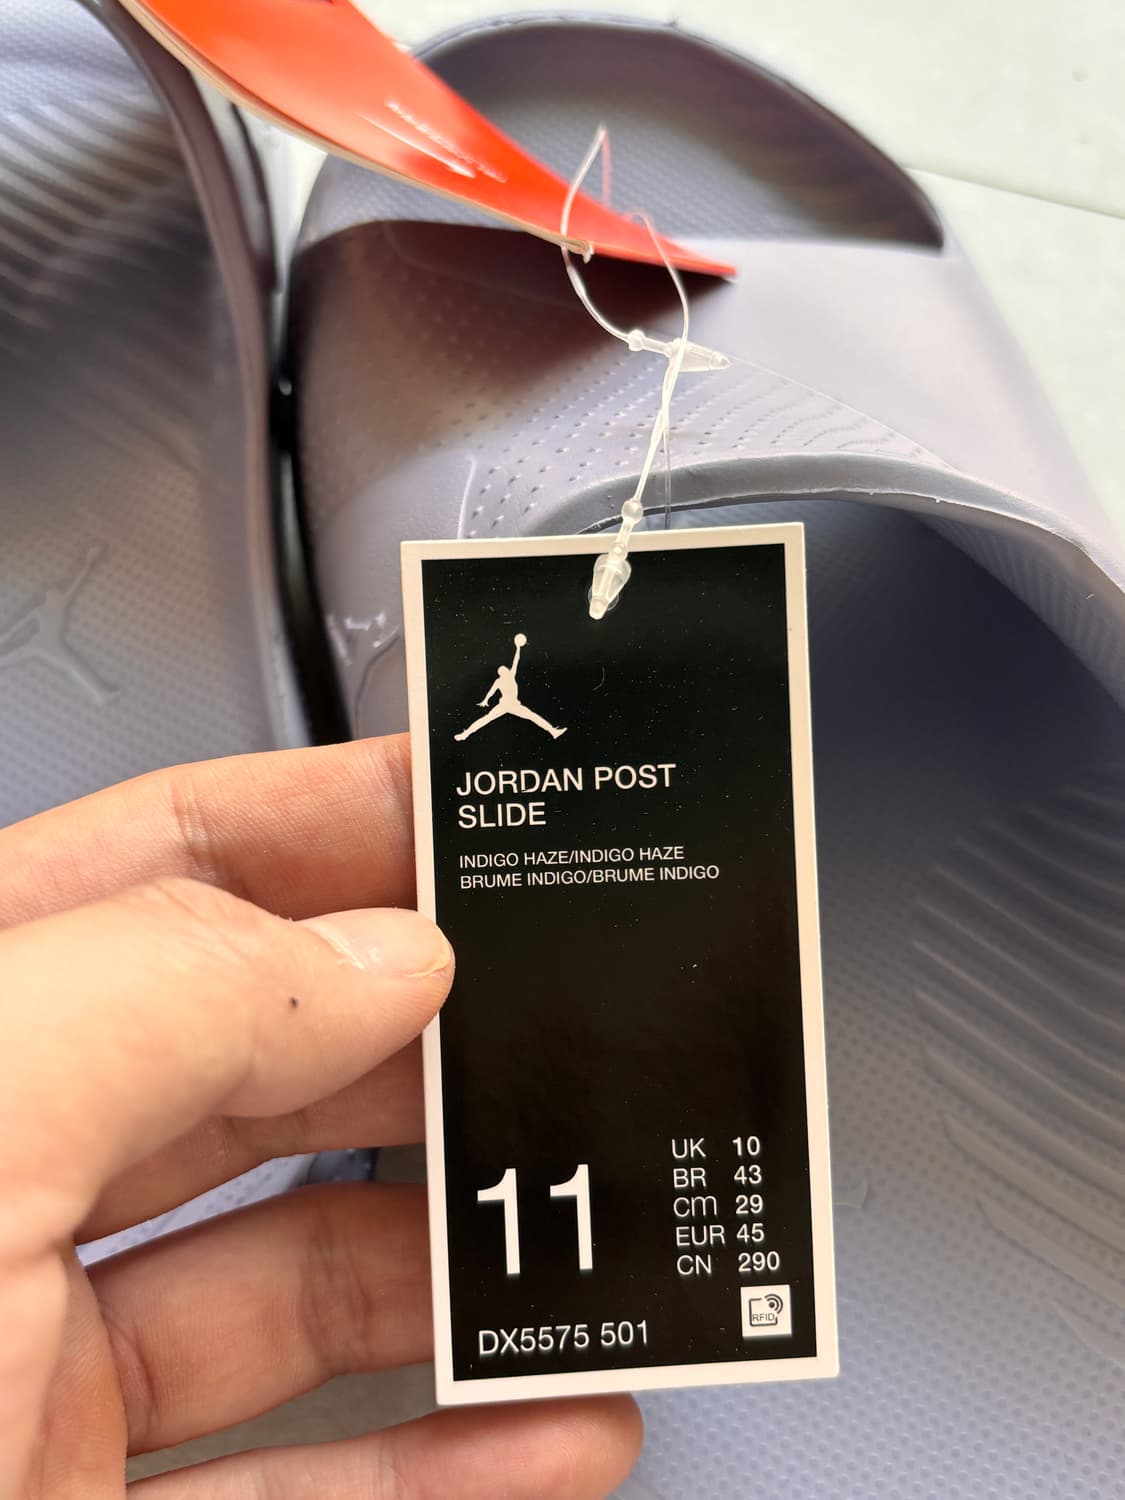 JORDAN POST
SLIDE
INDIGO HAZE/INDIGO HAZE
BRUME INDIGO/BRUME INDIGO
11
UK 10
BR 43
cm 29
EUR 45
CN 290
RFID
DX5575 501